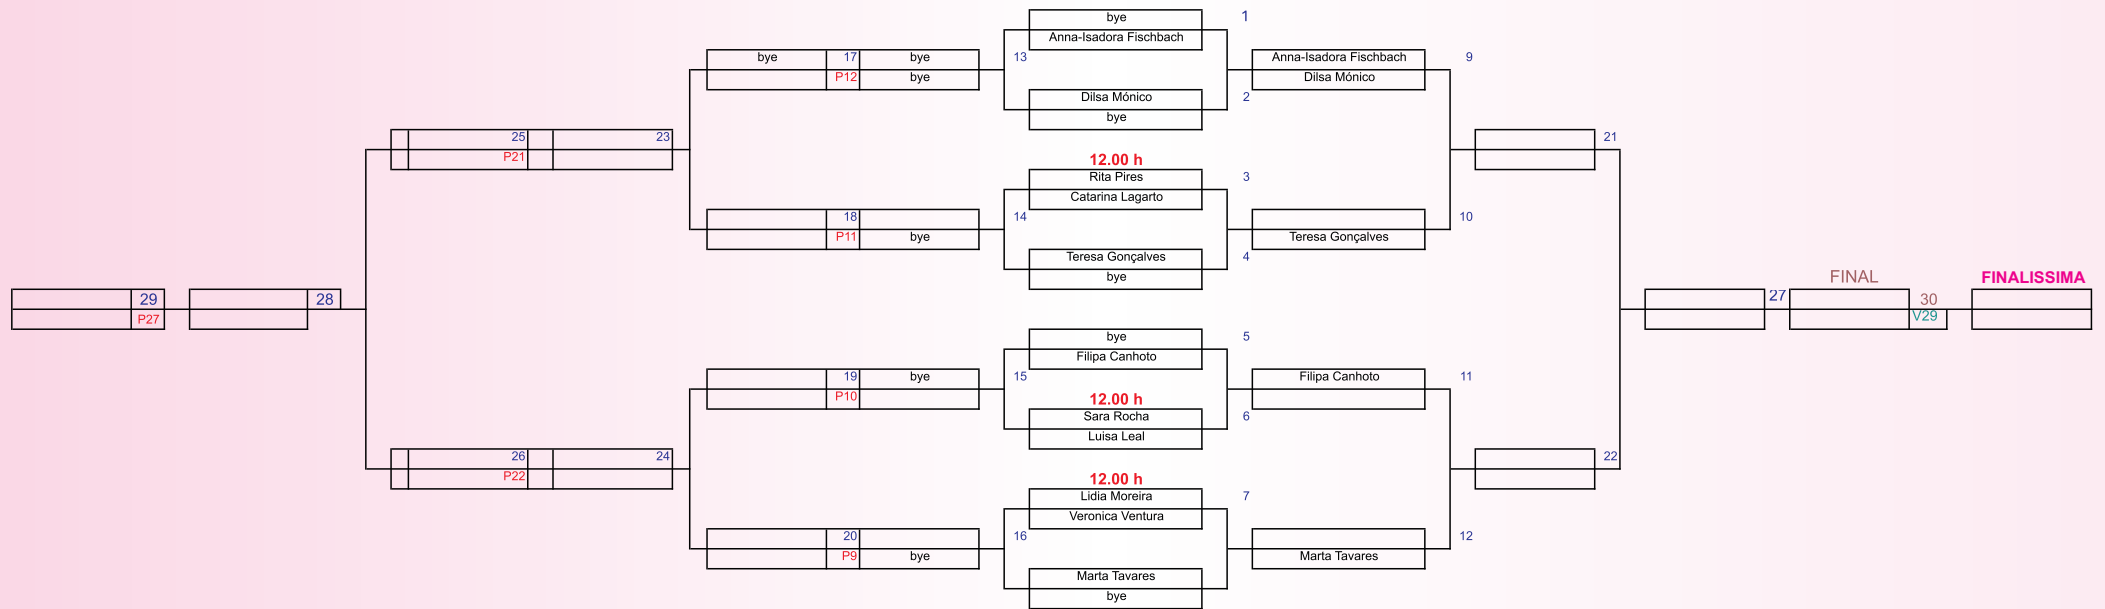 bye 1
Anna-Isadora Fischbach
bye 17 bye 13 Anna-Isadora Fischbach 9
P12 bye Dilsa Mónico
Dilsa Mónico 2
bye
25 23 21
P21
12.00 h
Rita Pires 3
Catarina Lagarto
18 14 10
P11 bye Teresa Gonçalves
Teresa Gonçalves 4
bye
FINAL FINALISSIMA
29 28 27 30
P27 V29
bye 5
Filipa Canhoto
19 bye 15 Filipa Canhoto 11
P10
12.00 h
Sara Rocha 6
Luisa Leal
26 24 22
P22
12.00 h
Lidia Moreira 7
Veronica Ventura
20 16 12
P9 bye Marta Tavares
Marta Tavares
bye